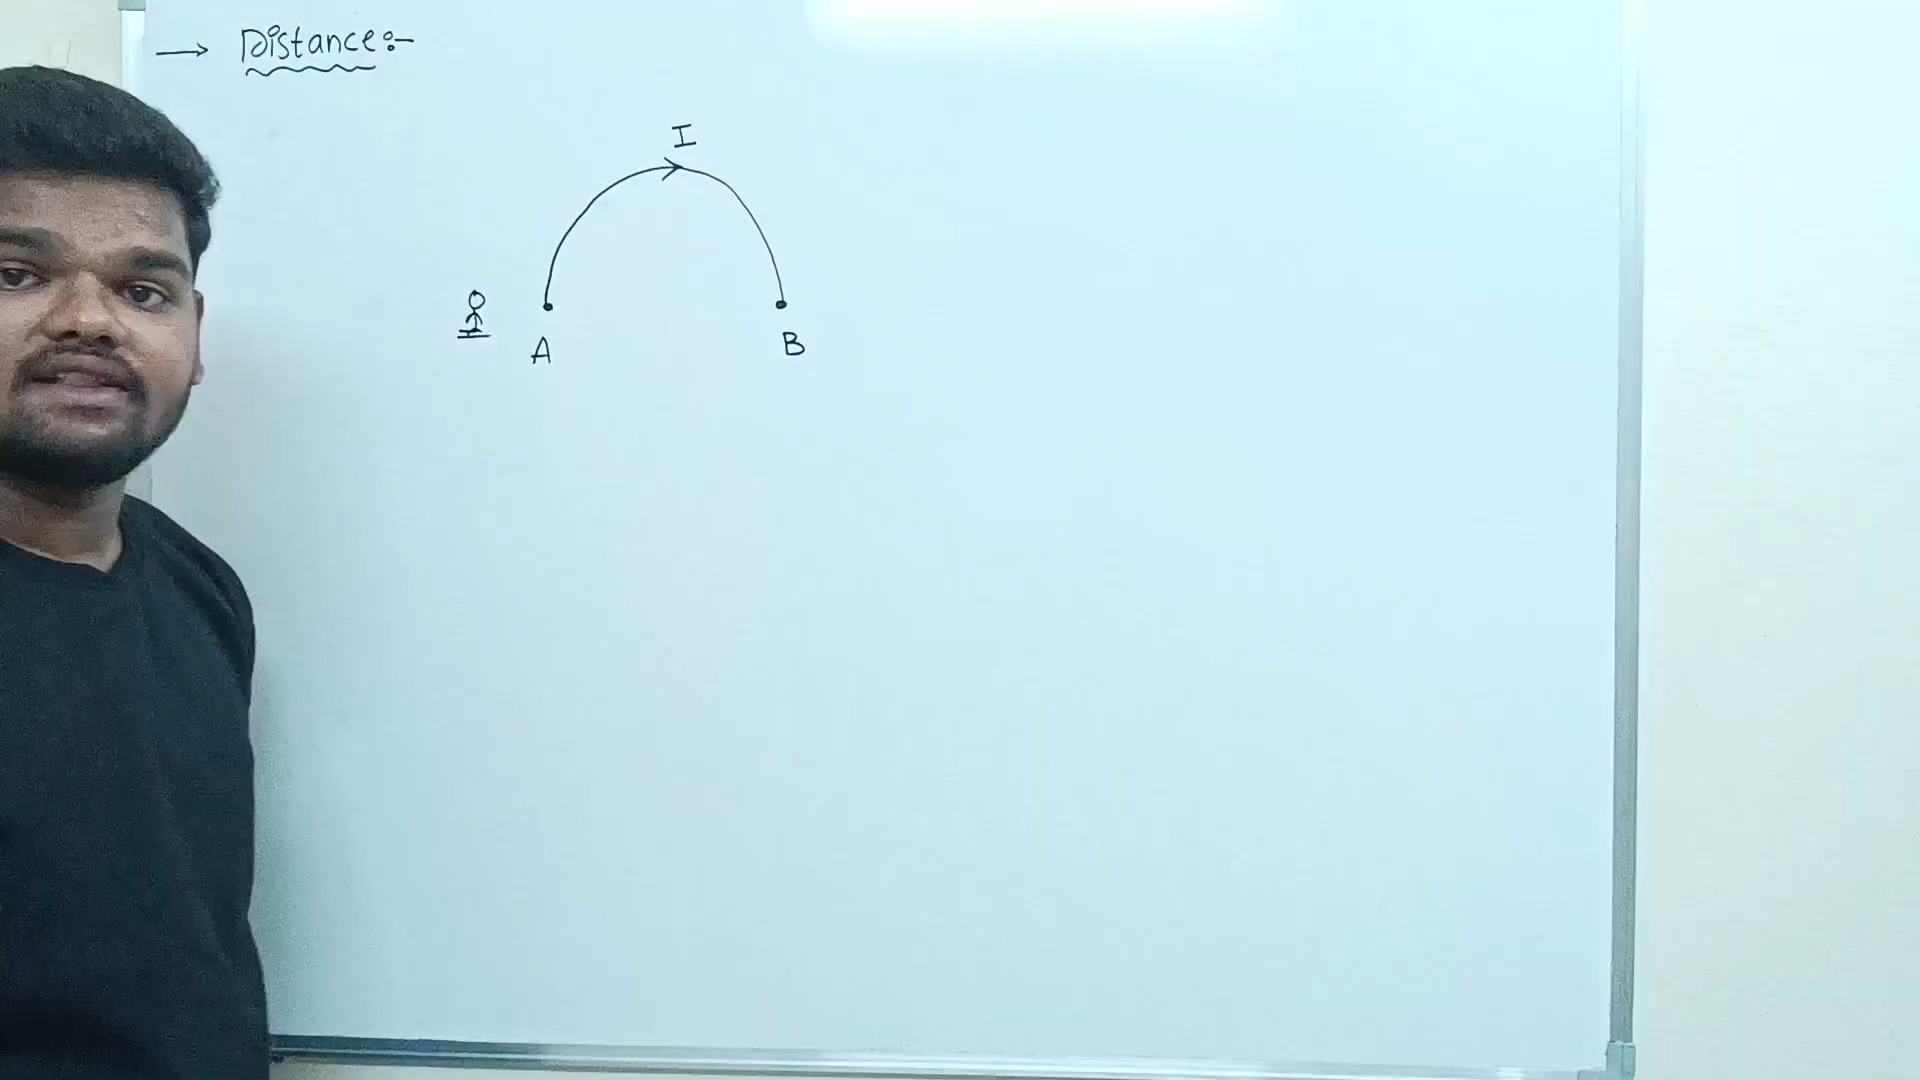 → Distance:-
I
A
B